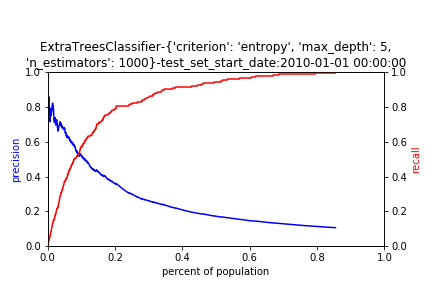 ExtraTreesClassifier-{'criterion': 'entropy', 'max_depth': 5,
'n_estimators': 1000}-test_set_start_date:2010-01-01 00:00:00
1.0
0.8
0.6
0.4
0.2
0.0
precision
1.0
0.8
0.6
0.4
0.2
0.0
recall
0.0 0.2 0.4 0.6 0.8 1.0
percent of population